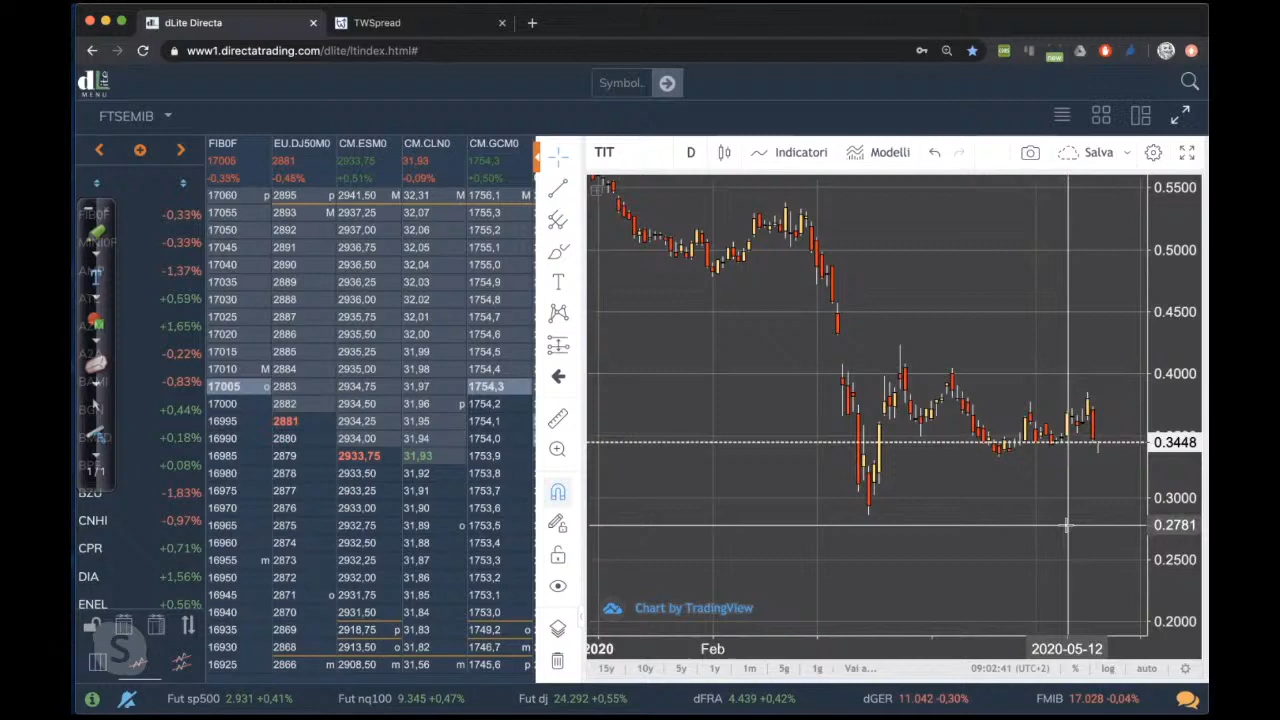 dLite Directa
TWSpread
www1.directatrading.com/dlite/ltindex.html#
new
dLite
MENU
Symbol..
FTSEMIB
FIB0F EU.DJ50M0 CM.ESM0 CM.CLN0 CM.GCM0
17005 2881 2933,75 31,93 1754,3
-0,33% -0,48% +0,51% -0,09% +0,50%
17060 p 2895 p 2941,50 M 32,31 M 1756,1 M
17055 2893 M 2937,25 32,07 1755,3
17050 2892 2937,00 32,06 1755,2
17045 2891 2936,75 32,05 1755,1
17040 2890 2936,50 32,04 1755,0
17035 2889 2936,25 32,03 1754,9
17030 2888 2936,00 32,02 1754,8
17025 2887 2935,75 32,01 1754,7
17020 2886 2935,50 32,00 1754,6
17015 2885 2935,25 31,99 1754,5
17010 M 2884 2935,00 31,98 1754,4
17005 o 2883 2934,75 31,97 1754,3
17000 2882 2934,50 31,96 p 1754,2
16995 2881 2934,25 31,95 1754,1
16990 2880 2934,00 31,94 1754,0
16985 2879 2933,75 31,93 1753,9
16980 2878 2933,50 31,92 1753,8
16975 2877 2933,25 31,91 1753,7
16970 2876 2933,00 31,90 1753,6
16965 2875 2932,75 31,89 o 1753,5
16960 2874 2932,50 31,88 1753,4
16955 m 2873 2932,25 31,87 1753,3
16950 2872 2932,00 31,86 1753,2
16945 2871 o 2931,75 31,85 1753,1
16940 2870 2931,50 31,84 1753,0
16935 2869 2918,75 p 31,83 1749,2 o
16930 2868 2913,50 o 31,82 1746,7 m
16925 2866 m 2908,50 m 31,56 m 1745,6 p
FIB0F -0,33%
MINI0F -0,33%
-1,37%
+0,59%
+1,65%
-0,22%
BAMI -0,83%
BGN +0,44%
+0,18%
+0,08%
1/1
BZU -1,83%
CNHI -0,97%
CPR +0,71%
DIA +1,56%
ENEL +0,56%
S
TIT D Indicatori Modelli Salva
0.5500
0.5000
0.4500
0.4000
0.3448
0.3000
0.2781
0.2500
0.2000
Chart by TradingView
2020 Feb 2020-05-12
15y 10y 5y 1y 1m 5g 1g Vai a... 09:02:41 (UTC+2) % log auto
Fut sp500 2.931 +0,41% Fut nq100 9.345 +0,47% Fut dj 24.292 +0,55% dFRA 4.439 +0,42% dGER 11.042 -0,30% FMIB 17.028 -0,04%